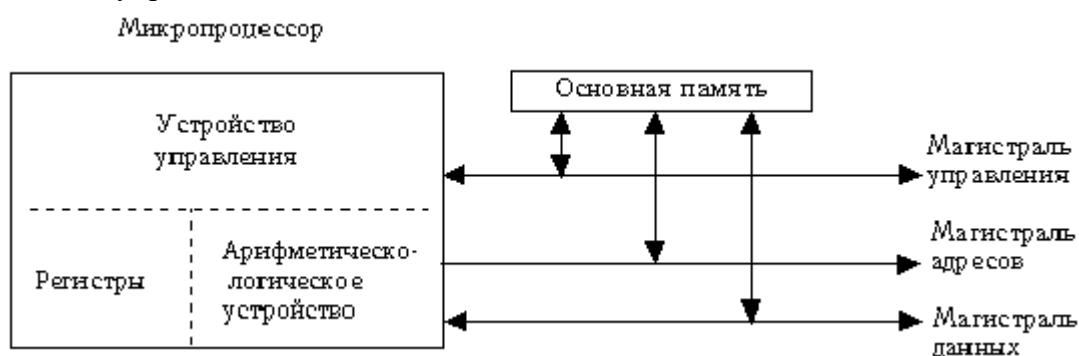 Микропроцессор
Устройство
управления
Регистры
Арифметическо-
логическое
устройство
Основная память
Магистраль
управления
Магистраль
адресов
Магистраль
данных